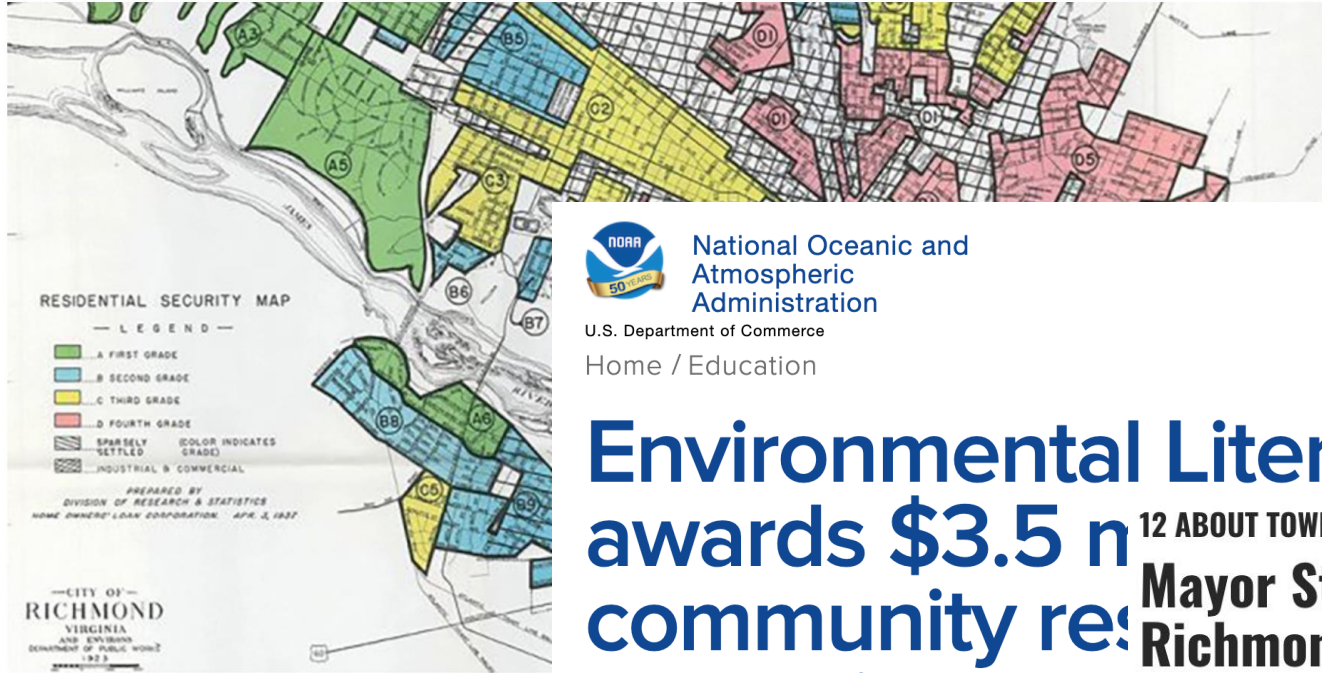 A3
B5
D1
C2
D1
D1
A5
D5
C3
JAMES
B6
B7
RESIDENTIAL SECURITY MAP
— LEGEND —
A FIRST GRADE
B SECOND GRADE
C THIRD GRADE
D FOURTH GRADE
SPARSELY SETTLED (COLOR INDICATES GRADE)
INDUSTRIAL & COMMERCIAL
PREPARED BY
DIVISION OF RESEARCH & STATISTICS
HOME OWNERS' LOAN CORPORATION. APR. 3, 1937
RIVER
B8
A6
C5
B9
—CITY OF—
RICHMOND
VIRGINIA
AND ENVIRONS
DEPARTMENT OF PUBLIC WORKS
1923
NOAA
50 YEARS
National Oceanic and
Atmospheric
Administration
U.S. Department of Commerce
Home / Education
Environmental Liter
awards $3.5 m
community res
12 ABOUT TOW
Mayor St
Richmon